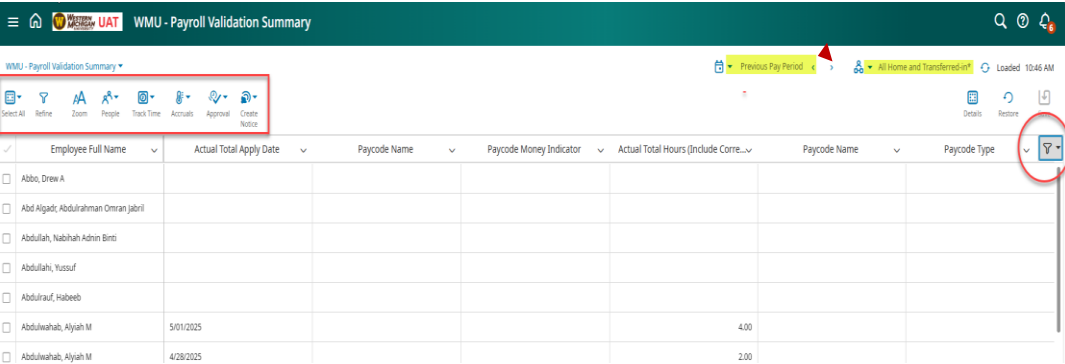 WESTERN MICHIGAN UNIVERSITY UAT WMU - Payroll Validation Summary 6
WMU - Payroll Validation Summary Previous Pay Period All Home and Transferred-in* Loaded 10:46 AM
Select All Refine Zoom People Track Time Accruals Approval Create Notice Details Restore
Employee Full Name Actual Total Apply Date Paycode Name Paycode Money Indicator Actual Total Hours (Include Corre... Paycode Name Paycode Type
Abbo, Drew A
Abd Algadr, Abdulrahman Omran Jabril
Abdullah, Nabihah Adnin Binti
Abdullahi, Yussuf
Abdulrauf, Habeeb
Abdulwahab, Alyiah M 5/01/2025 4.00
Abdulwahab, Alyiah M 4/28/2025 2.00